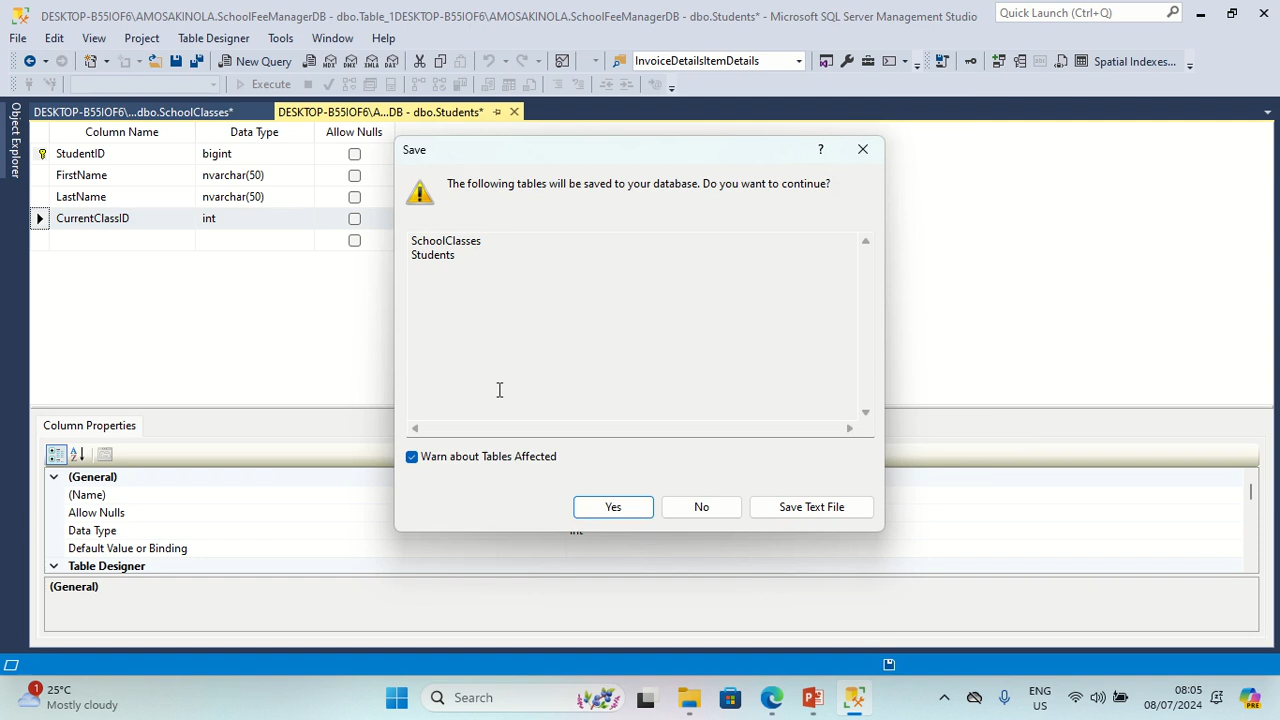 DESKTOP-B55IOF6\AMOSAKINOLA.SchoolFeeManagerDB - dbo.Table_1DESKTOP-B55IOF6\AMOSAKINOLA.SchoolFeeManagerDB - dbo.Students* - Microsoft SQL Server Management Studio
Quick Launch (Ctrl+Q)
File Edit View Project Table Designer Tools Window Help
New Query
InvoiceDetailsItemDetails
Spatial Indexes...
Execute
Object Explorer
DESKTOP-B55IOF6\...dbo.SchoolClasses*
DESKTOP-B55IOF6\A...DB - dbo.Students*
Column Name Data Type Allow Nulls
StudentID bigint
FirstName nvarchar(50)
LastName nvarchar(50)
CurrentClassID int
Save
?
The following tables will be saved to your database. Do you want to continue?
SchoolClasses
Students
Warn about Tables Affected
Yes No Save Text File
Column Properties
(General)
(Name)
Allow Nulls
Data Type int
Default Value or Binding
Table Designer
(General)
1
25°C
Mostly cloudy
Search
ENG
US
08:05
08/07/2024
PRE